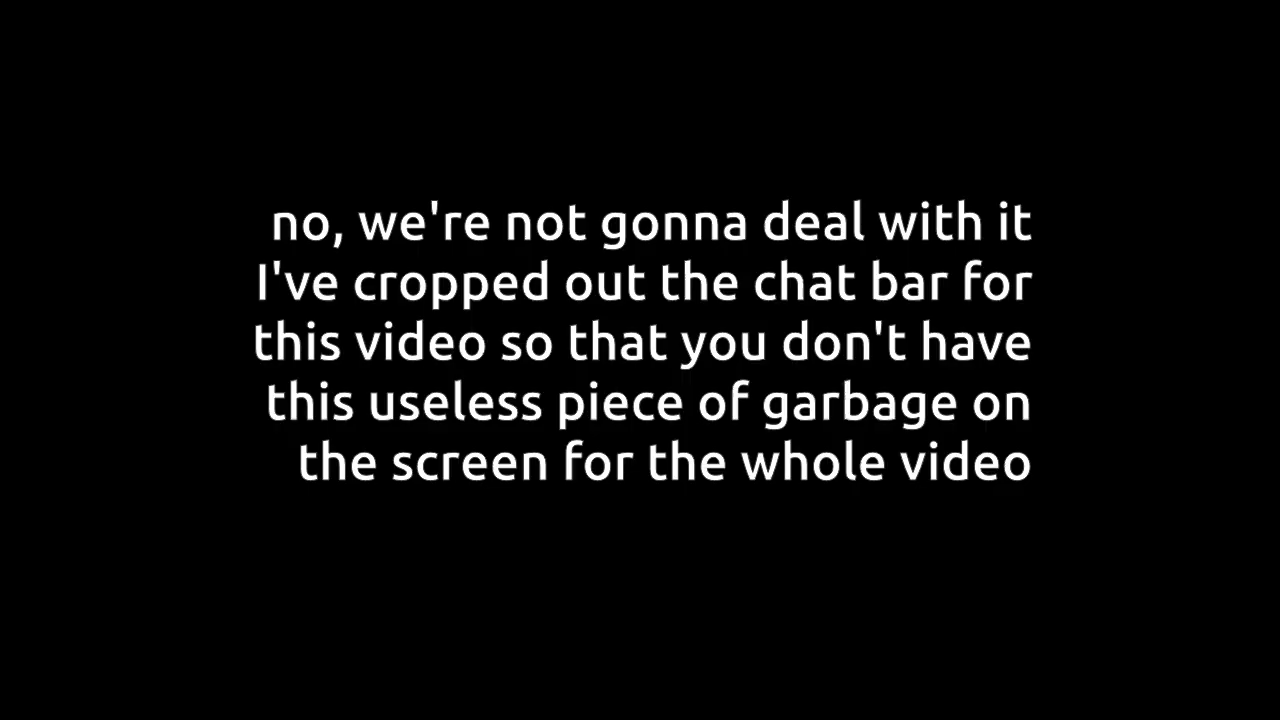 no, we're not gonna deal with it
I've cropped out the chat bar for
this video so that you don't have
this useless piece of garbage on
the screen for the whole video